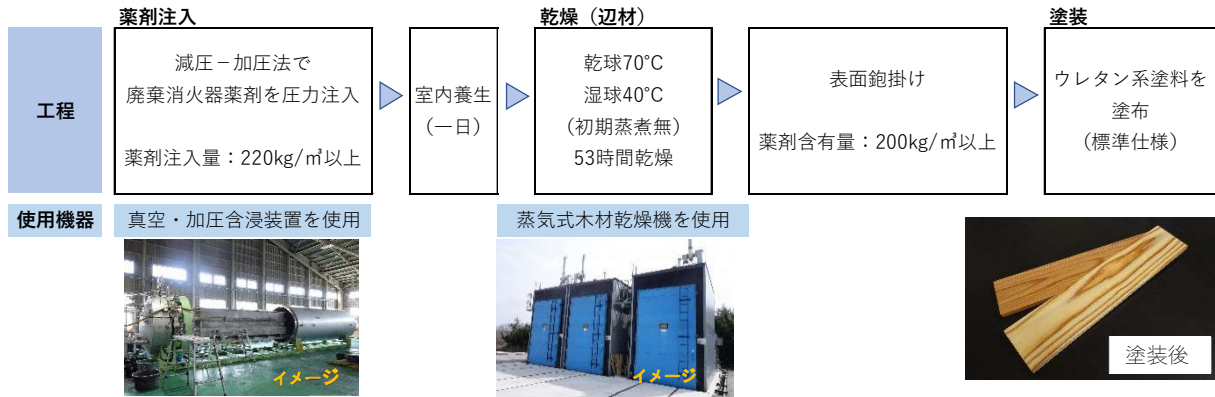 薬剤注入
乾燥（辺材）
塗装
工程
減圧－加圧法で
廃棄消火器薬剤を圧力注入
薬剤注入量：220kg/㎥以上
室内養生
（一日）
乾球70℃
湿球40℃
（初期蒸煮無）
53時間乾燥
表面鉋掛け
薬剤含有量：200kg/㎥以上
ウレタン系塗料を
塗布
（標準仕様）
使用機器
真空・加圧含浸装置を使用
蒸気式木材乾燥機を使用
イメージ
イメージ
塗装後